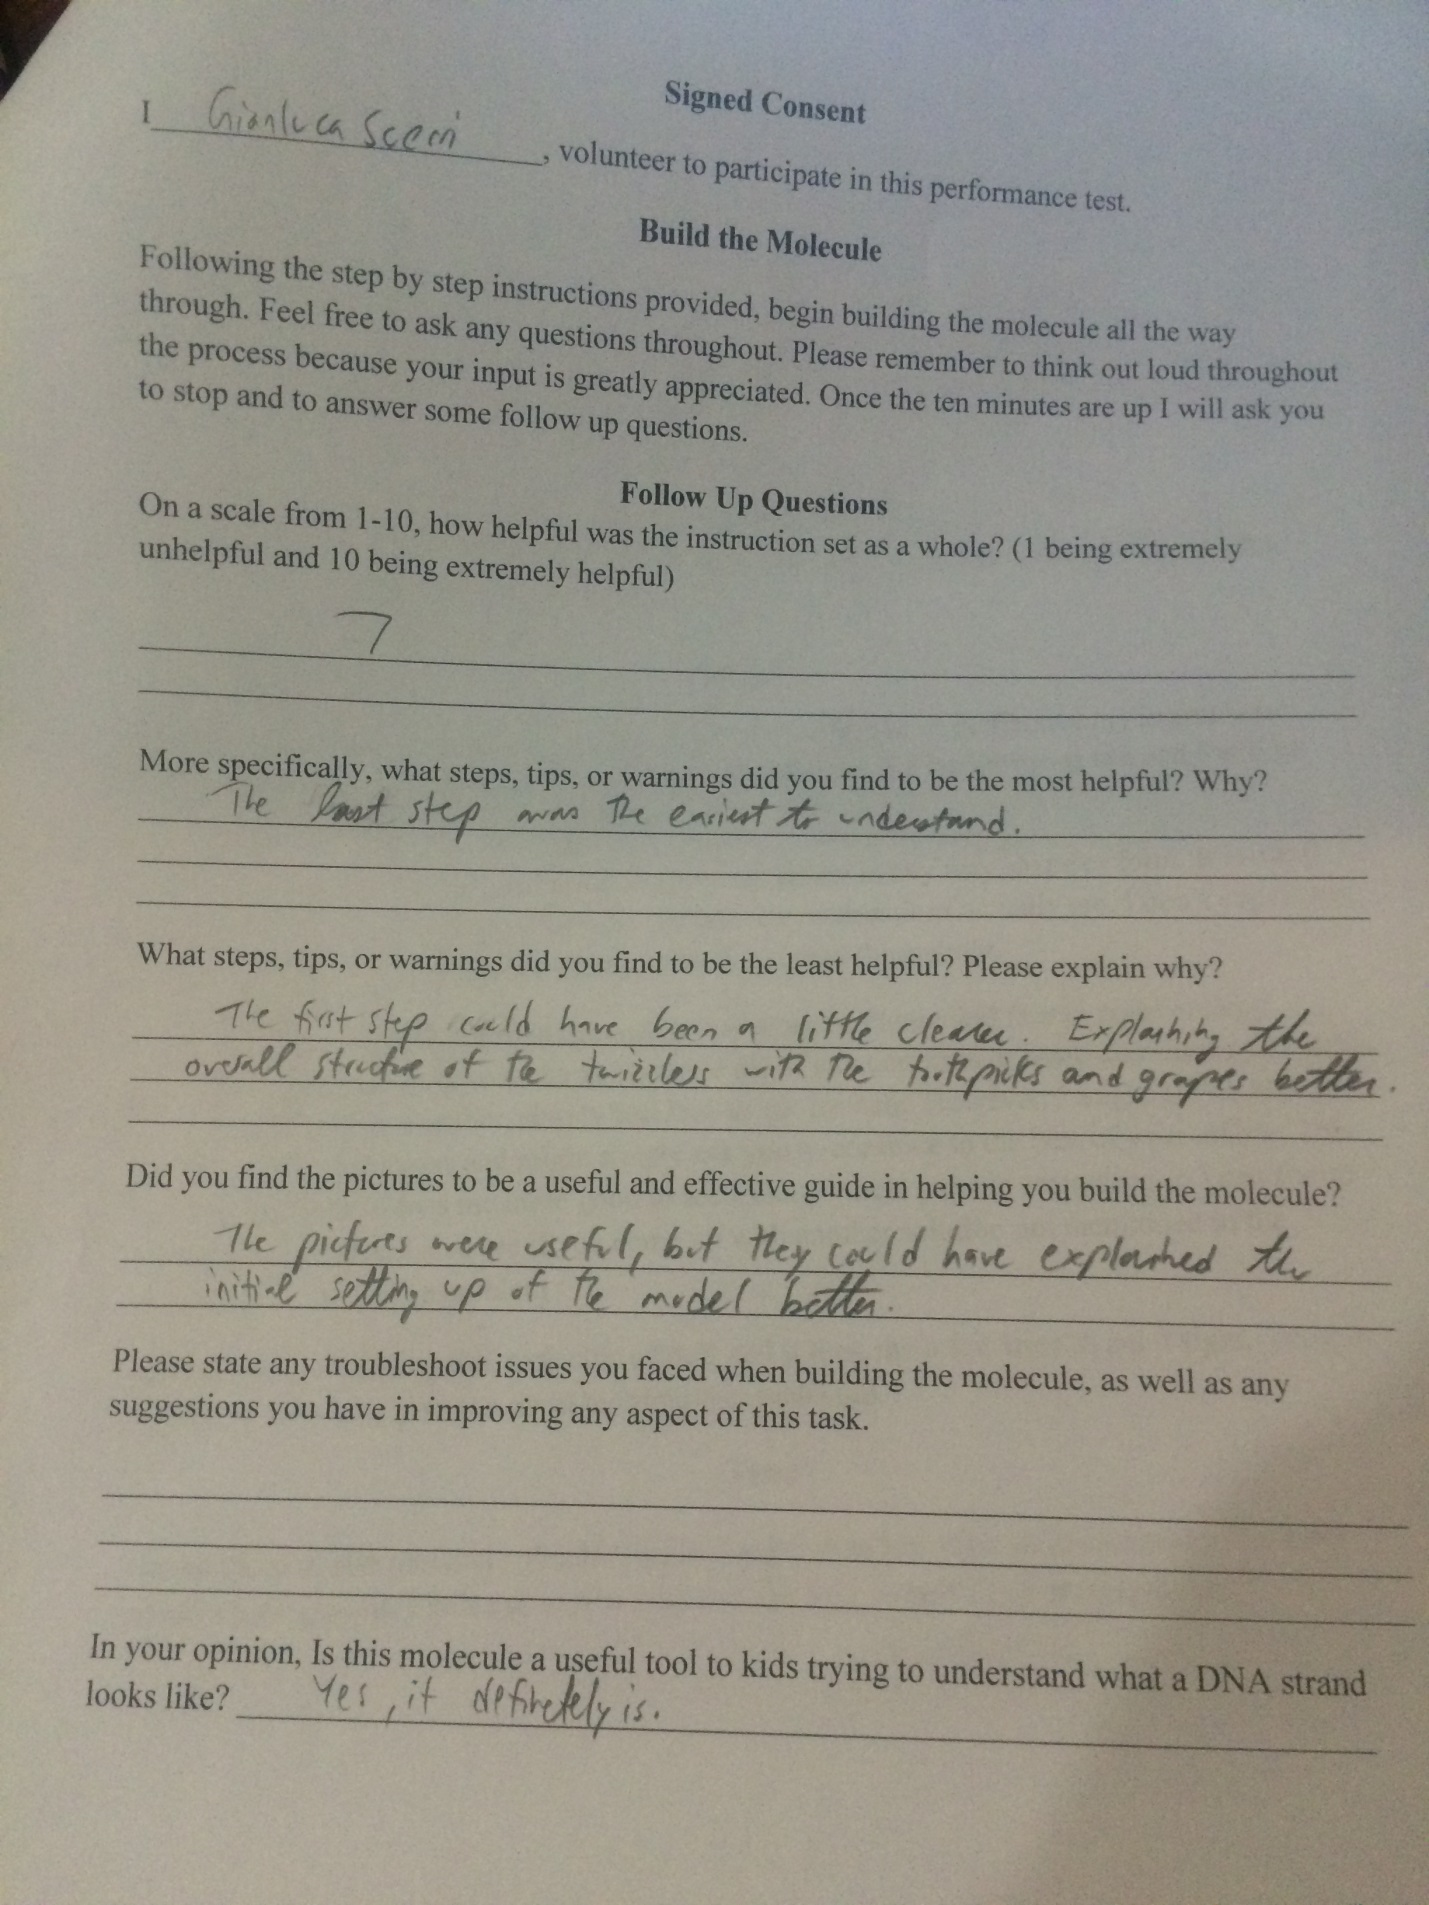 Signed Consent
I Gianluca , volunteer to participate in this performance test.
Build the Molecule
Following the step by step instructions provided, begin building the molecule all the way
through. Feel free to ask any questions throughout. Please remember to think out loud throughout
the process because your input is greatly appreciated. Once the ten minutes are up I will ask you
to stop and to answer some follow up questions.
Follow Up Questions
On a scale from 1-10, how helpful was the instruction set as a whole? (1 being extremely
unhelpful and 10 being extremely helpful)
7
More specifically, what steps, tips, or warnings did you find to be the most helpful? Why?
The last step was the easiest to understand.
What steps, tips, or warnings did you find to be the least helpful? Please explain why?
The first step could have been a little clearer. Explaining the
overall structure of the twizzlers with the toothpicks and grapes better.
Did you find the pictures to be a useful and effective guide in helping you build the molecule?
The pictures were useful, but they could have explained the
initial setting up of the model better.
Please state any troubleshoot issues you faced when building the molecule, as well as any
suggestions you have in improving any aspect of this task.
In your opinion, Is this molecule a useful tool to kids trying to understand what a DNA strand
looks like? Yes, it definetely is.